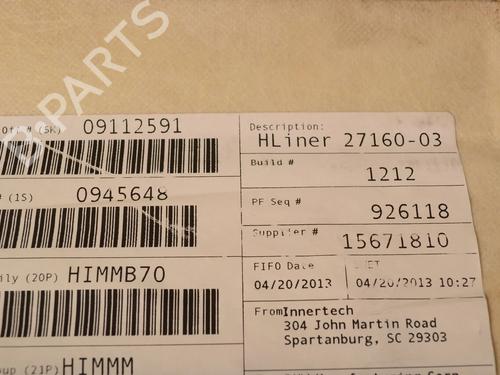 B-PARTS
(5K) 09112591
# (1S) 0945648
ily (20P) HIMMB70
oup (21P) HIMMM
Description:
HLiner 27160-03
Build #
1212
PF Seq #
926118
Supplier #
15671810
FIFO Date
04/20/2013
04/20/2013 10:27
From Innertech
304 John Martin Road
Spartanburg, SC 29303